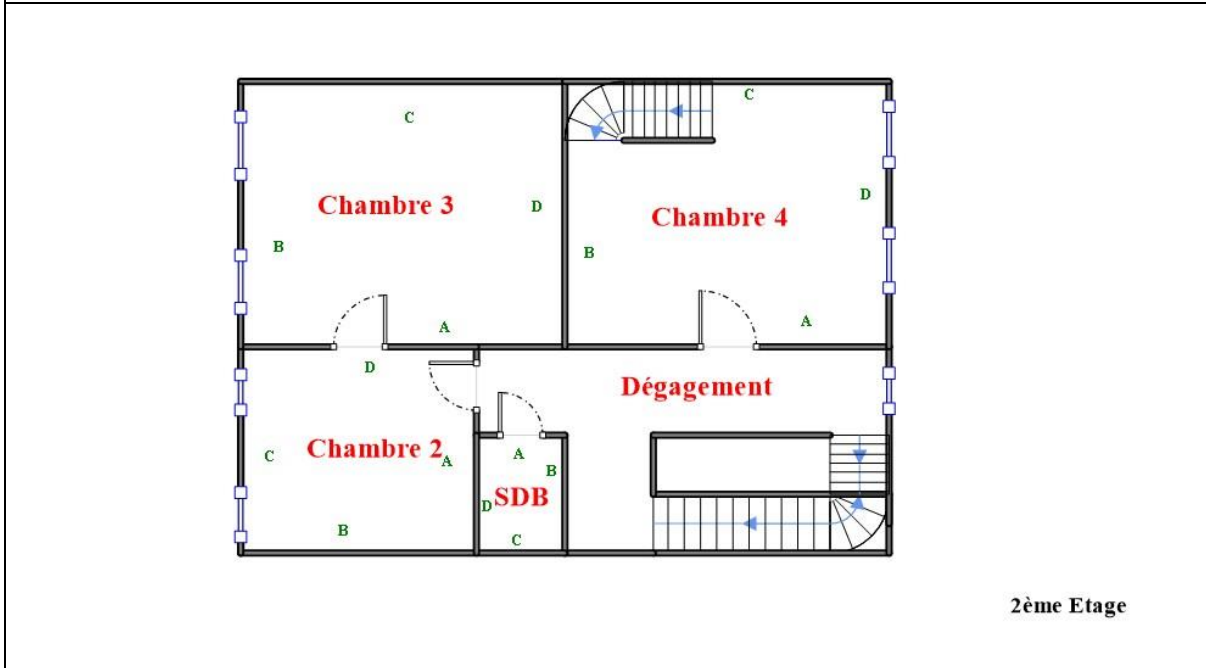 C
C
Chambre 3
D
D
Chambre 4
B
B
A
A
D
Dégagement
Chambre 2
C
A
A
B
SDB
D
B
C
2ème Etage